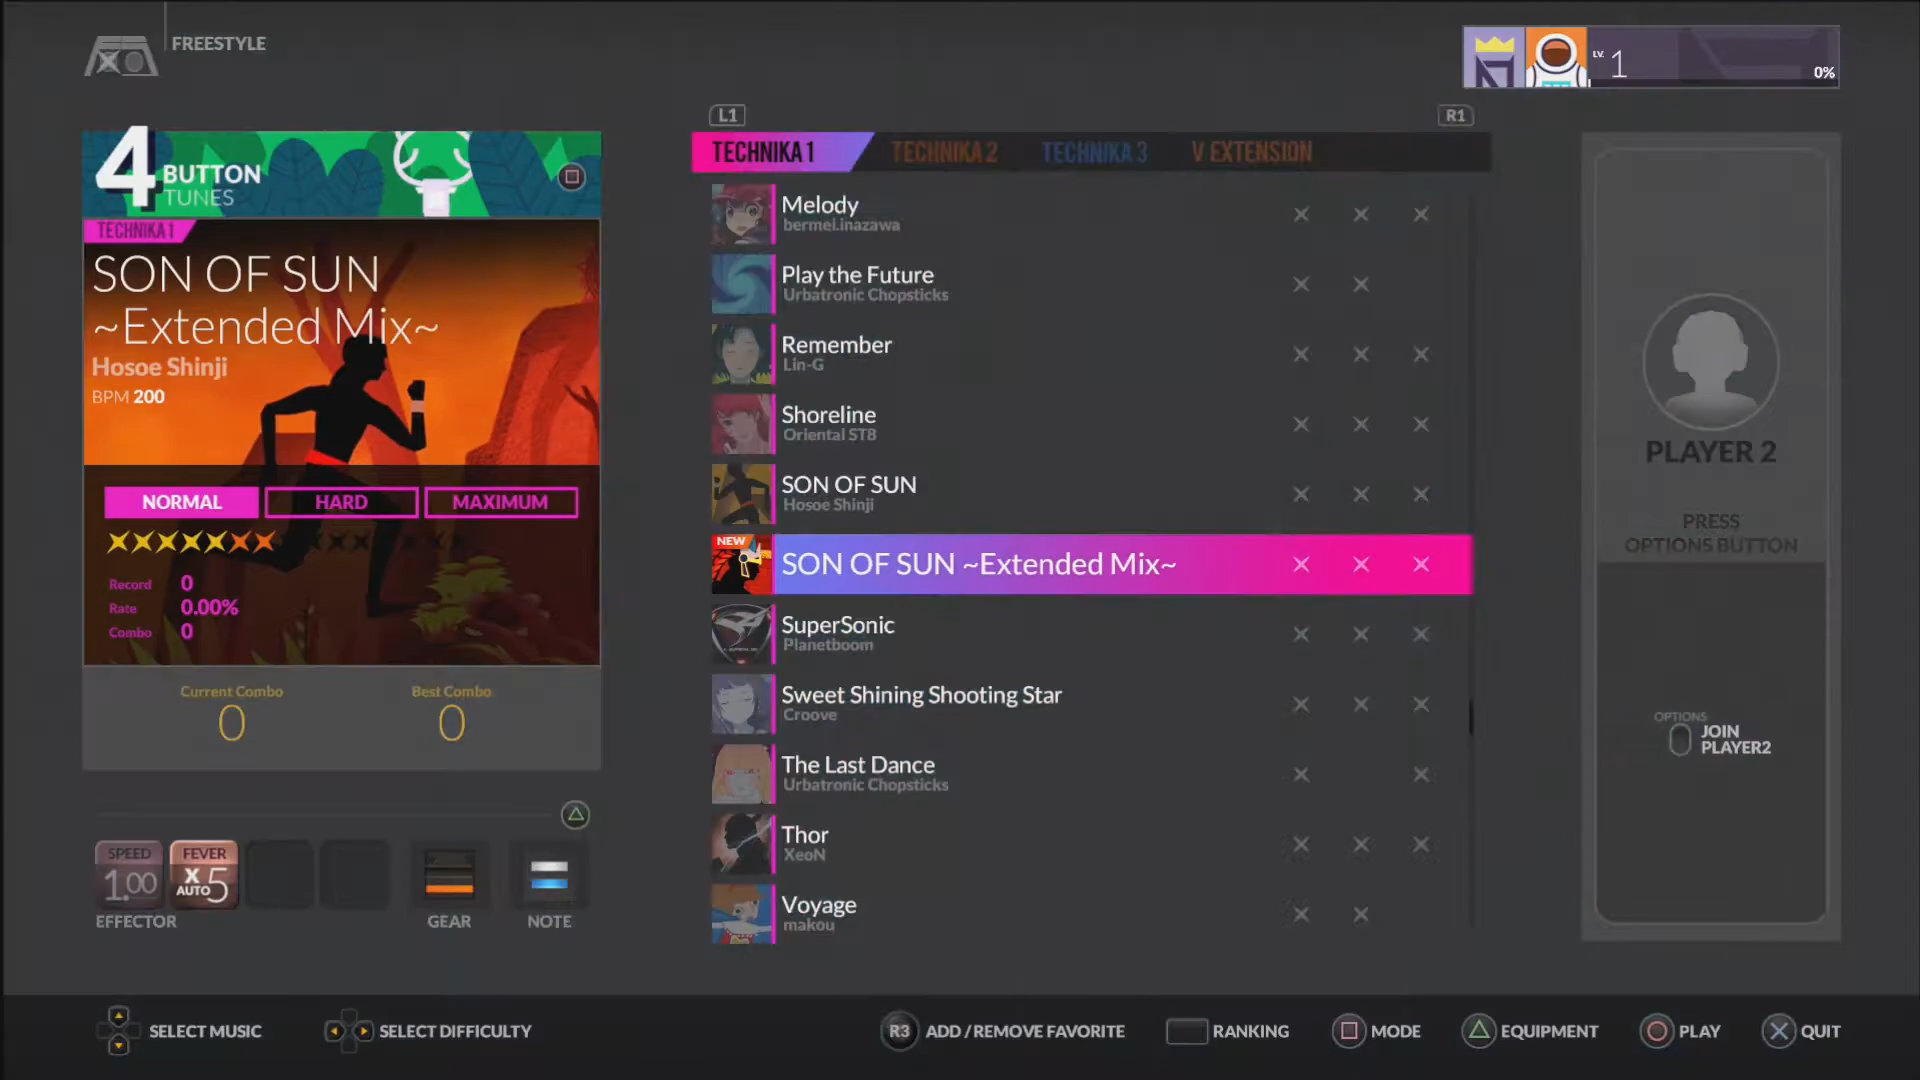 FREESTYLE
LV. 1
0%
L1
R1
TECHNIKA 1
TECHNIKA 2
TECHNIKA 3
V EXTENSION
4 BUTTON
TUNES
TECHNIKA 1
SON OF SUN
~Extended Mix~
Hosoe Shinji
BPM 200
NORMAL
HARD
MAXIMUM
Record 0
Rate 0.00%
Combo 0
Current Combo
0
Best Combo
0
SPEED
1.00
FEVER
X
AUTO 5
EFFECTOR
GEAR
NOTE
Melody
bermei.inazawa
Play the Future
Urbatronic Chopsticks
Remember
Lin-G
Shoreline
Oriental ST8
SON OF SUN
Hosoe Shinji
NEW
SON OF SUN ~Extended Mix~
SuperSonic
Planetboom
Sweet Shining Shooting Star
Croove
The Last Dance
Urbatronic Chopsticks
Thor
XeoN
Voyage
makou
PLAYER 2
PRESS
OPTIONS BUTTON
OPTIONS
JOIN
PLAYER2
SELECT MUSIC
SELECT DIFFICULTY
R3 ADD / REMOVE FAVORITE
RANKING
MODE
EQUIPMENT
PLAY
QUIT